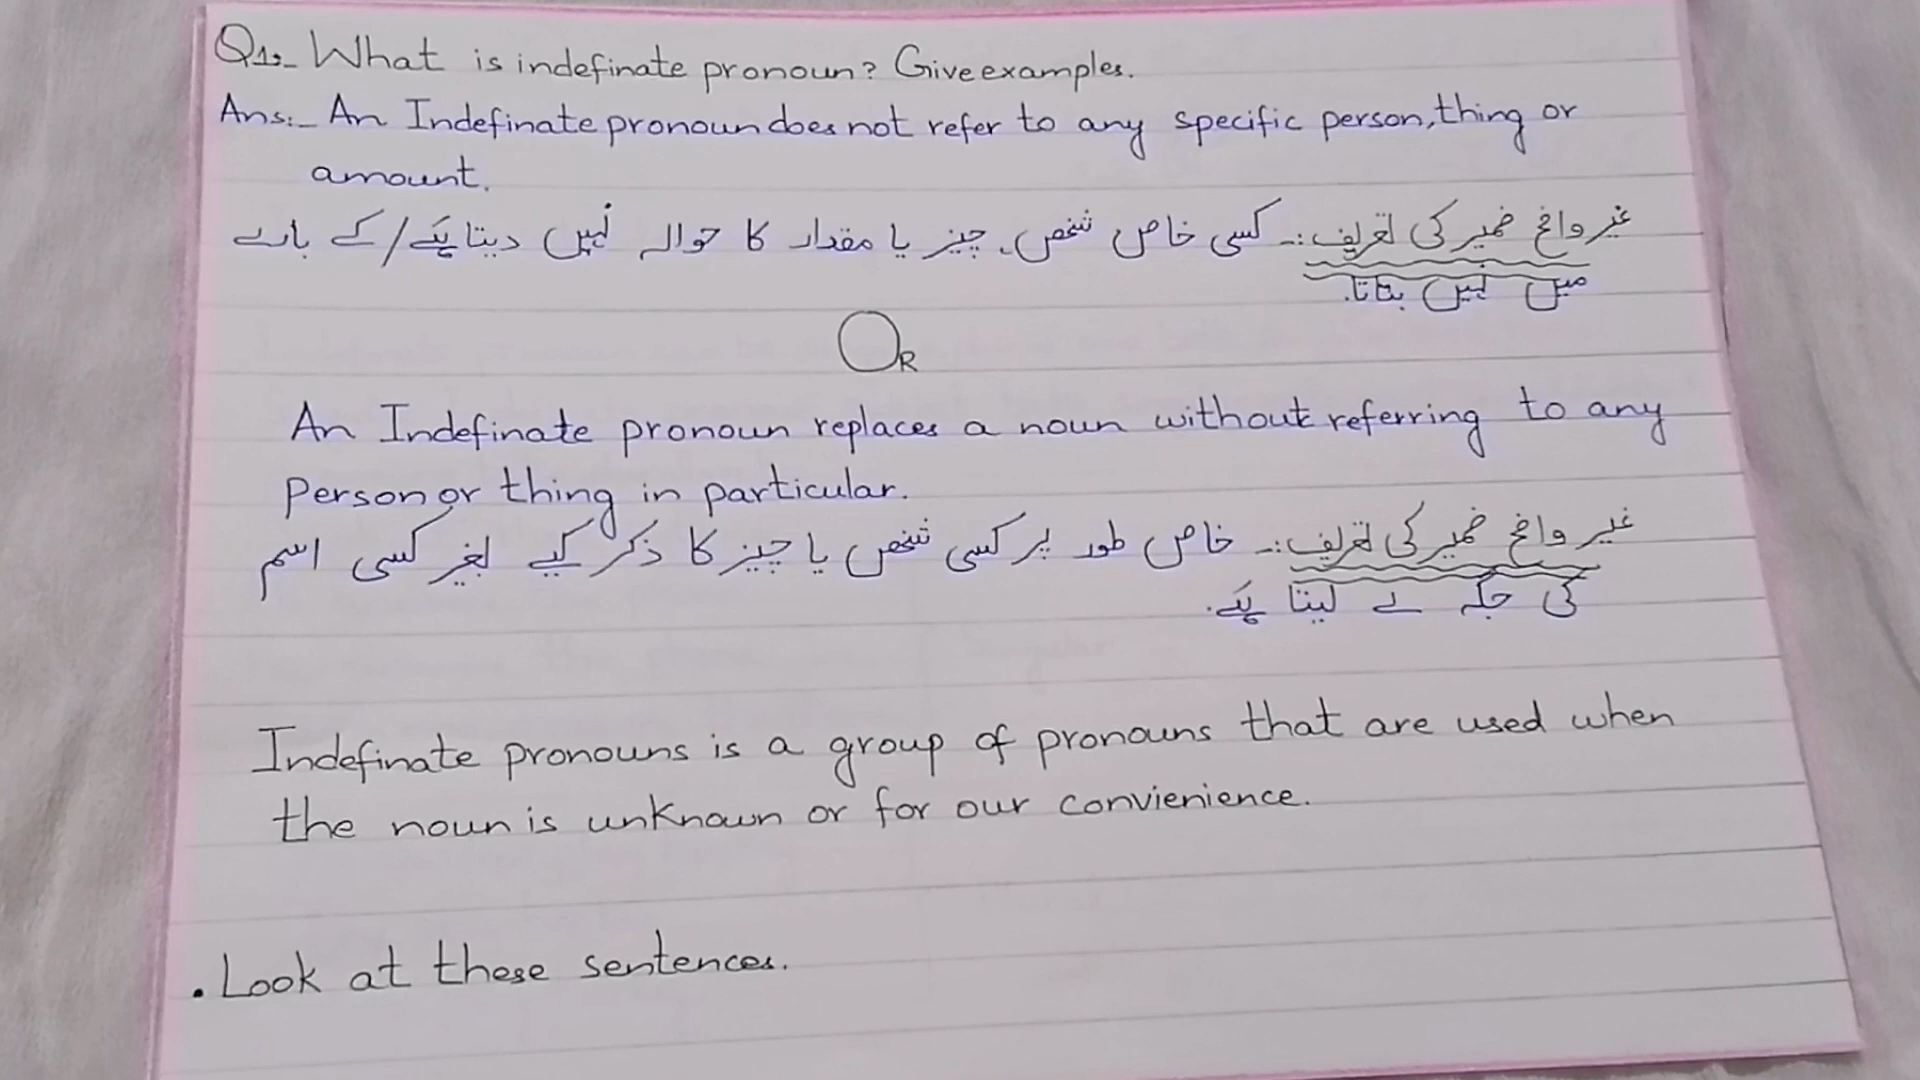 Q1:- What is indefinate pronoun? Give examples.
Ans:- An Indefinate pronoun does not refer to any specific person, thing or
amount.
غیر واضح ضمیر کی تعریف:۔ کسی خاص شخص، چیز یا مقدار کا حوالہ نہیں دیتا ہے/ کے بارے
میں نہیں بتاتا۔
OR
An Indefinate pronoun replaces a noun without referring to any
Person or thing in particular.
غیر واضح ضمیر کی تعریف:۔ خاص طور پر کسی شخص یا چیز کا ذکر کیے بغیر کسی اسم
کی جگہ لے لیتا ہے۔
Indefinate pronouns is a group of pronouns that are used when
the noun is unknown or for our convienience.
. Look at these sentences.